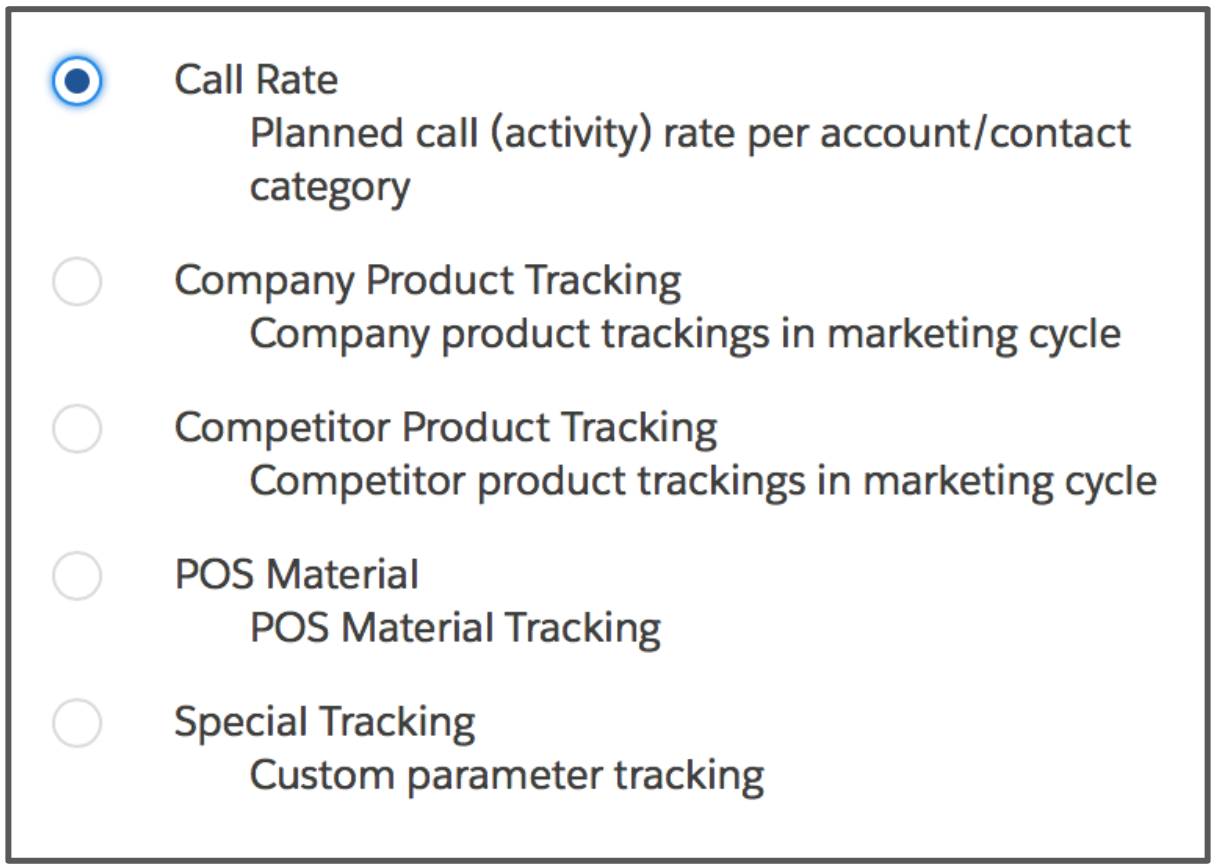 Call Rate
Planned call (activity) rate per account/contact
category
Company Product Tracking
Company product trackings in marketing cycle
Competitor Product Tracking
Competitor product trackings in marketing cycle
POS Material
POS Material Tracking
Special Tracking
Custom parameter tracking